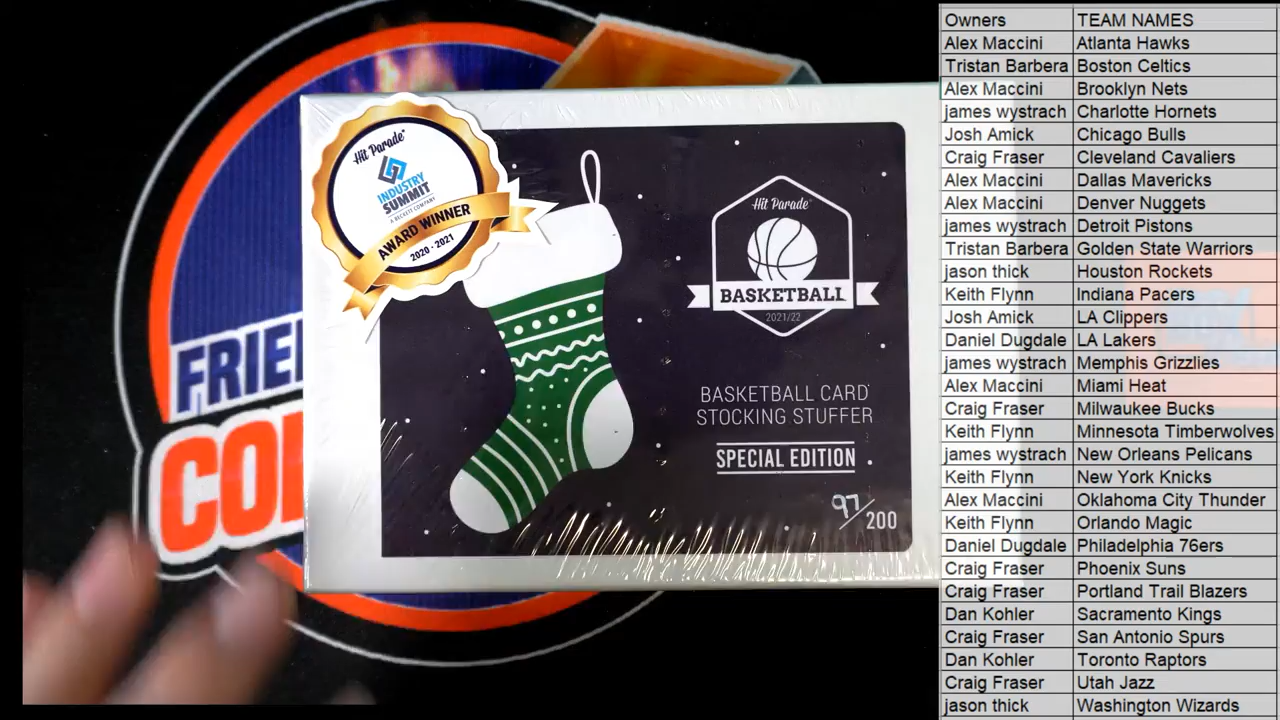 FRIE
COL
Hit Parade
INDUSTRY
SUMMIT
A BECKETT COMPANY
AWARD WINNER
2020 - 2021
Hit Parade
BASKETBALL
2021/22
BASKETBALL CARD
STOCKING STUFFER
SPECIAL EDITION
97/200
Owners TEAM NAMES
Alex Maccini Atlanta Hawks
Tristan Barbera Boston Celtics
Alex Maccini Brooklyn Nets
james wystrach Charlotte Hornets
Josh Amick Chicago Bulls
Craig Fraser Cleveland Cavaliers
Alex Maccini Dallas Mavericks
Alex Maccini Denver Nuggets
james wystrach Detroit Pistons
Tristan Barbera Golden State Warriors
jason thick Houston Rockets
Keith Flynn Indiana Pacers
Josh Amick LA Clippers
Daniel Dugdale LA Lakers
james wystrach Memphis Grizzlies
Alex Maccini Miami Heat
Craig Fraser Milwaukee Bucks
Keith Flynn Minnesota Timberwolves
james wystrach New Orleans Pelicans
Keith Flynn New York Knicks
Alex Maccini Oklahoma City Thunder
Keith Flynn Orlando Magic
Daniel Dugdale Philadelphia 76ers
Craig Fraser Phoenix Suns
Craig Fraser Portland Trail Blazers
Dan Kohler Sacramento Kings
Craig Fraser San Antonio Spurs
Dan Kohler Toronto Raptors
Craig Fraser Utah Jazz
jason thick Washington Wizards